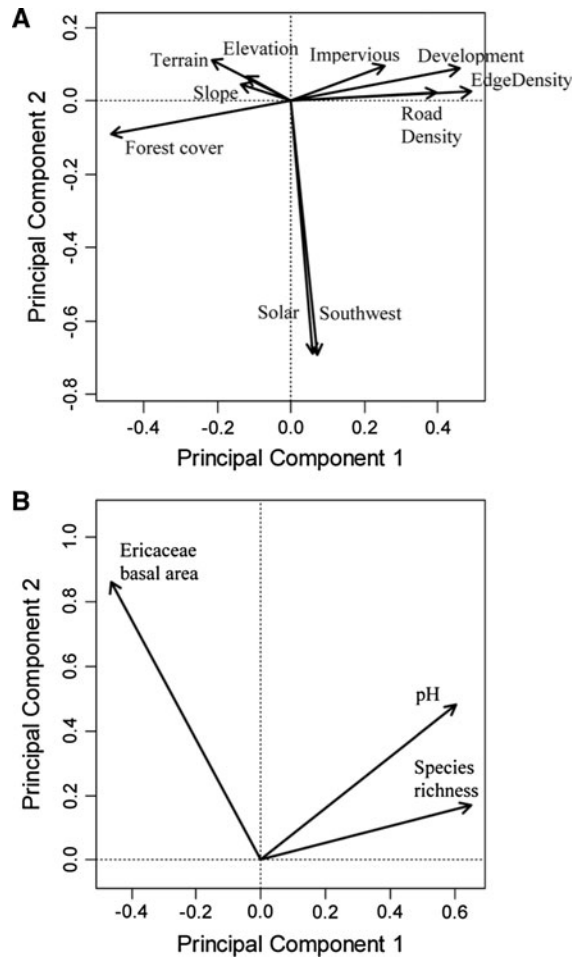 A
Principal Component 2
0.2
0.0
-0.2
-0.4
-0.6
-0.8
Terrain
Elevation
Impervious
Development
Slope
EdgeDensity
Road
Density
Forest cover
Solar
Southwest
-0.4
-0.2
0.0
0.2
0.4
Principal Component 1
B
Principal Component 2
1.0
0.8
0.6
0.4
0.2
0.0
Ericaceae
basal area
pH
Species
richness
-0.4
-0.2
0.0
0.2
0.4
0.6
Principal Component 1